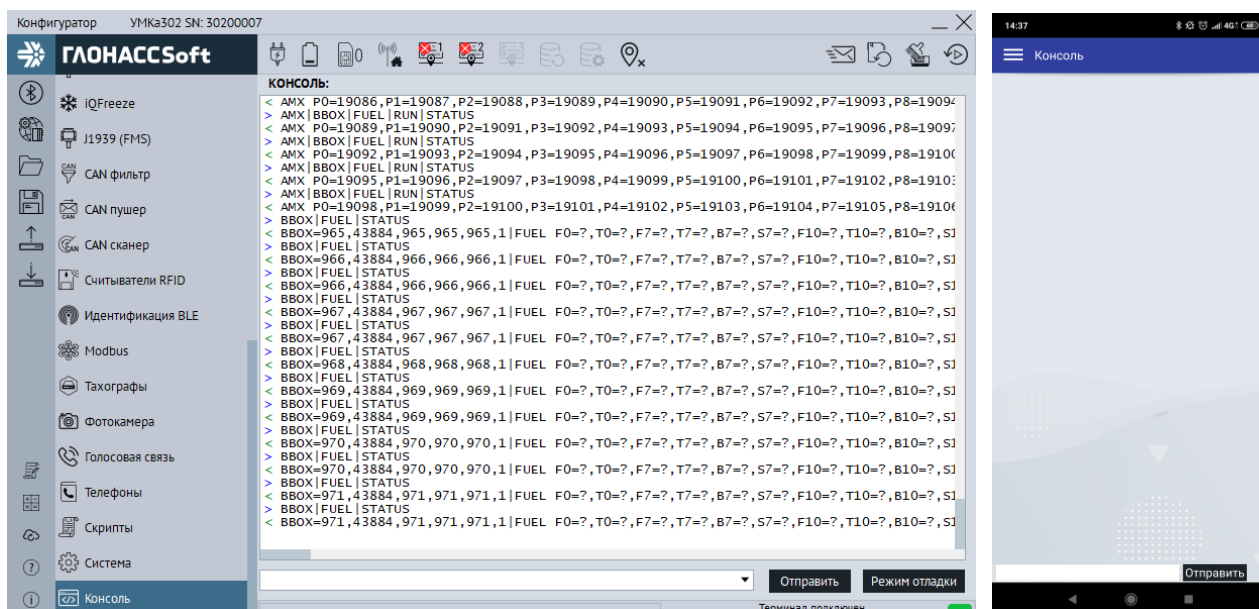 Конфигуратор УМКа302 SN: 30200007
ГЛОНАССSoft
0
1
2
iQFreeze
J1939 (FMS)
CAN фильтр
CAN пушер
CAN сканер
Считыватели RFID
Идентификация BLE
Modbus
Тахографы
Фотокамера
Голосовая связь
Телефоны
Скрипты
Система
Консоль
КОНСОЛЬ:
< AMX P0=19086,P1=19087,P2=19088,P3=19089,P4=19090,P5=19091,P6=19092,P7=19093,P8=19094
> AMX|BBOX|FUEL|RUN|STATUS
< AMX P0=19089,P1=19090,P2=19091,P3=19092,P4=19093,P5=19094,P6=19095,P7=19096,P8=19097
> AMX|BBOX|FUEL|RUN|STATUS
< AMX P0=19092,P1=19093,P2=19094,P3=19095,P4=19096,P5=19097,P6=19098,P7=19099,P8=19100
> AMX|BBOX|FUEL|RUN|STATUS
< AMX P0=19095,P1=19096,P2=19097,P3=19098,P4=19099,P5=19100,P6=19101,P7=19102,P8=19103
> AMX|BBOX|FUEL|RUN|STATUS
< AMX P0=19098,P1=19099,P2=19100,P3=19101,P4=19102,P5=19103,P6=19104,P7=19105,P8=19106
> BBOX|FUEL|STATUS
< BBOX=965,43884,965,965,965,1|FUEL F0=?,T0=?,F7=?,T7=?,B7=?,S7=?,F10=?,T10=?,B10=?,S1
> BBOX|FUEL|STATUS
< BBOX=966,43884,966,966,966,1|FUEL F0=?,T0=?,F7=?,T7=?,B7=?,S7=?,F10=?,T10=?,B10=?,S1
> BBOX|FUEL|STATUS
< BBOX=966,43884,966,966,966,1|FUEL F0=?,T0=?,F7=?,T7=?,B7=?,S7=?,F10=?,T10=?,B10=?,S1
> BBOX|FUEL|STATUS
< BBOX=967,43884,967,967,967,1|FUEL F0=?,T0=?,F7=?,T7=?,B7=?,S7=?,F10=?,T10=?,B10=?,S1
> BBOX|FUEL|STATUS
< BBOX=967,43884,967,967,967,1|FUEL F0=?,T0=?,F7=?,T7=?,B7=?,S7=?,F10=?,T10=?,B10=?,S1
> BBOX|FUEL|STATUS
< BBOX=968,43884,968,968,968,1|FUEL F0=?,T0=?,F7=?,T7=?,B7=?,S7=?,F10=?,T10=?,B10=?,S1
> BBOX|FUEL|STATUS
< BBOX=969,43884,969,969,969,1|FUEL F0=?,T0=?,F7=?,T7=?,B7=?,S7=?,F10=?,T10=?,B10=?,S1
> BBOX|FUEL|STATUS
< BBOX=969,43884,969,969,969,1|FUEL F0=?,T0=?,F7=?,T7=?,B7=?,S7=?,F10=?,T10=?,B10=?,S1
> BBOX|FUEL|STATUS
< BBOX=970,43884,970,970,970,1|FUEL F0=?,T0=?,F7=?,T7=?,B7=?,S7=?,F10=?,T10=?,B10=?,S1
> BBOX|FUEL|STATUS
< BBOX=970,43884,970,970,970,1|FUEL F0=?,T0=?,F7=?,T7=?,B7=?,S7=?,F10=?,T10=?,B10=?,S1
> BBOX|FUEL|STATUS
< BBOX=971,43884,971,971,971,1|FUEL F0=?,T0=?,F7=?,T7=?,B7=?,S7=?,F10=?,T10=?,B10=?,S1
> BBOX|FUEL|STATUS
< BBOX=971,43884,971,971,971,1|FUEL F0=?,T0=?,F7=?,T7=?,B7=?,S7=?,F10=?,T10=?,B10=?,S1
Отправить Режим отладки
Терминал подключен
14:37 4G
Консоль
Отправить